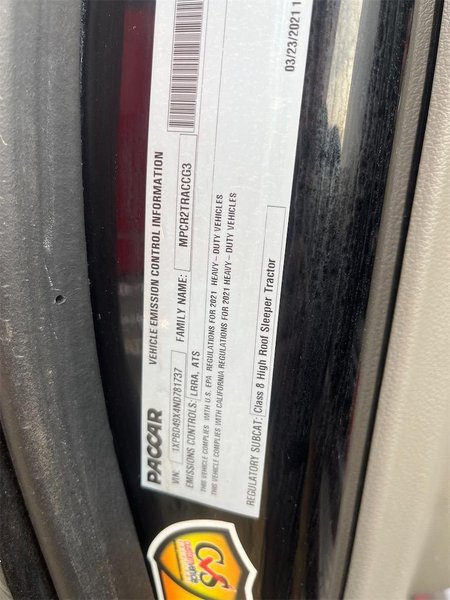 PACCAR
VEHICLE EMISSION CONTROL INFORMATION
VIN: 1XPBD49X4ND781737 FAMILY NAME: MPCR2TRACCG3
EMISSIONS CONTROLS: LRRA, ATS
THIS VEHICLE COMPLIES WITH U.S. EPA REGULATIONS FOR 2021 HEAVY-DUTY VEHICLES
THIS VEHICLE COMPLIES WITH CALIFORNIA REGULATIONS FOR 2021 HEAVY-DUTY VEHICLES
REGULATORY SUBCAT: Class 8 High Roof Sleeper Tractor
03/23/2021 1